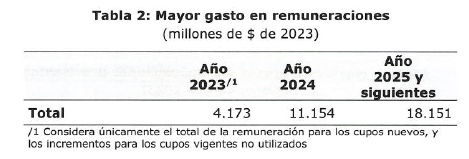 Tabla 2: Mayor gasto en remuneraciones
(millones de $ de 2023)
Año 2023/1 Año 2024 Año 2025 y siguientes
Total 4.173 11.154 18.151
/1 Considera únicamente el total de la remuneración para los cupos nuevos, y
los incrementos para los cupos vigentes no utilizados